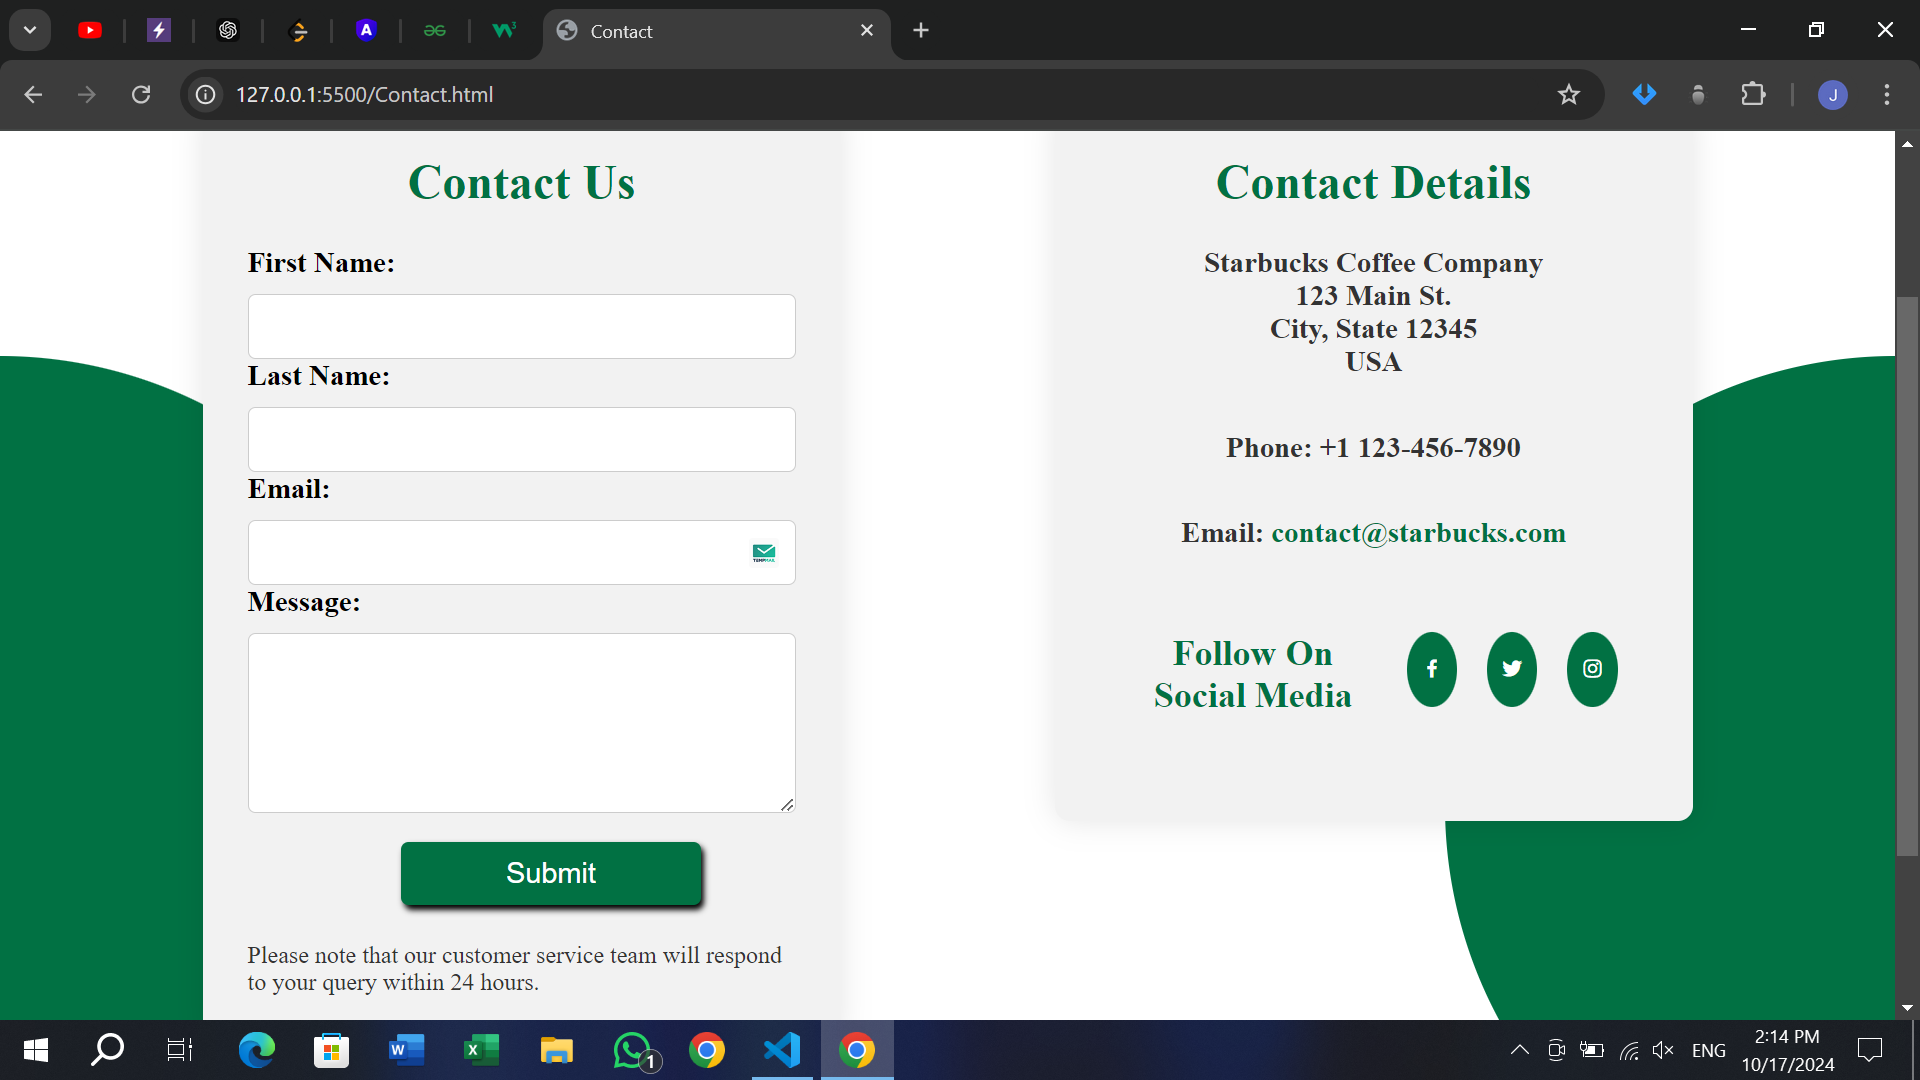 Contact
127.0.0.1:5500/Contact.html
J
Contact Us
First Name:
Last Name:
Email:
Message:
Submit
Please note that our customer service team will respond
to your query within 24 hours.
Contact Details
Starbucks Coffee Company
123 Main St.
City, State 12345
USA
Phone: +1 123-456-7890
Email: contact@starbucks.com
Follow On
Social Media
1
ENG
2:14 PM
10/17/2024